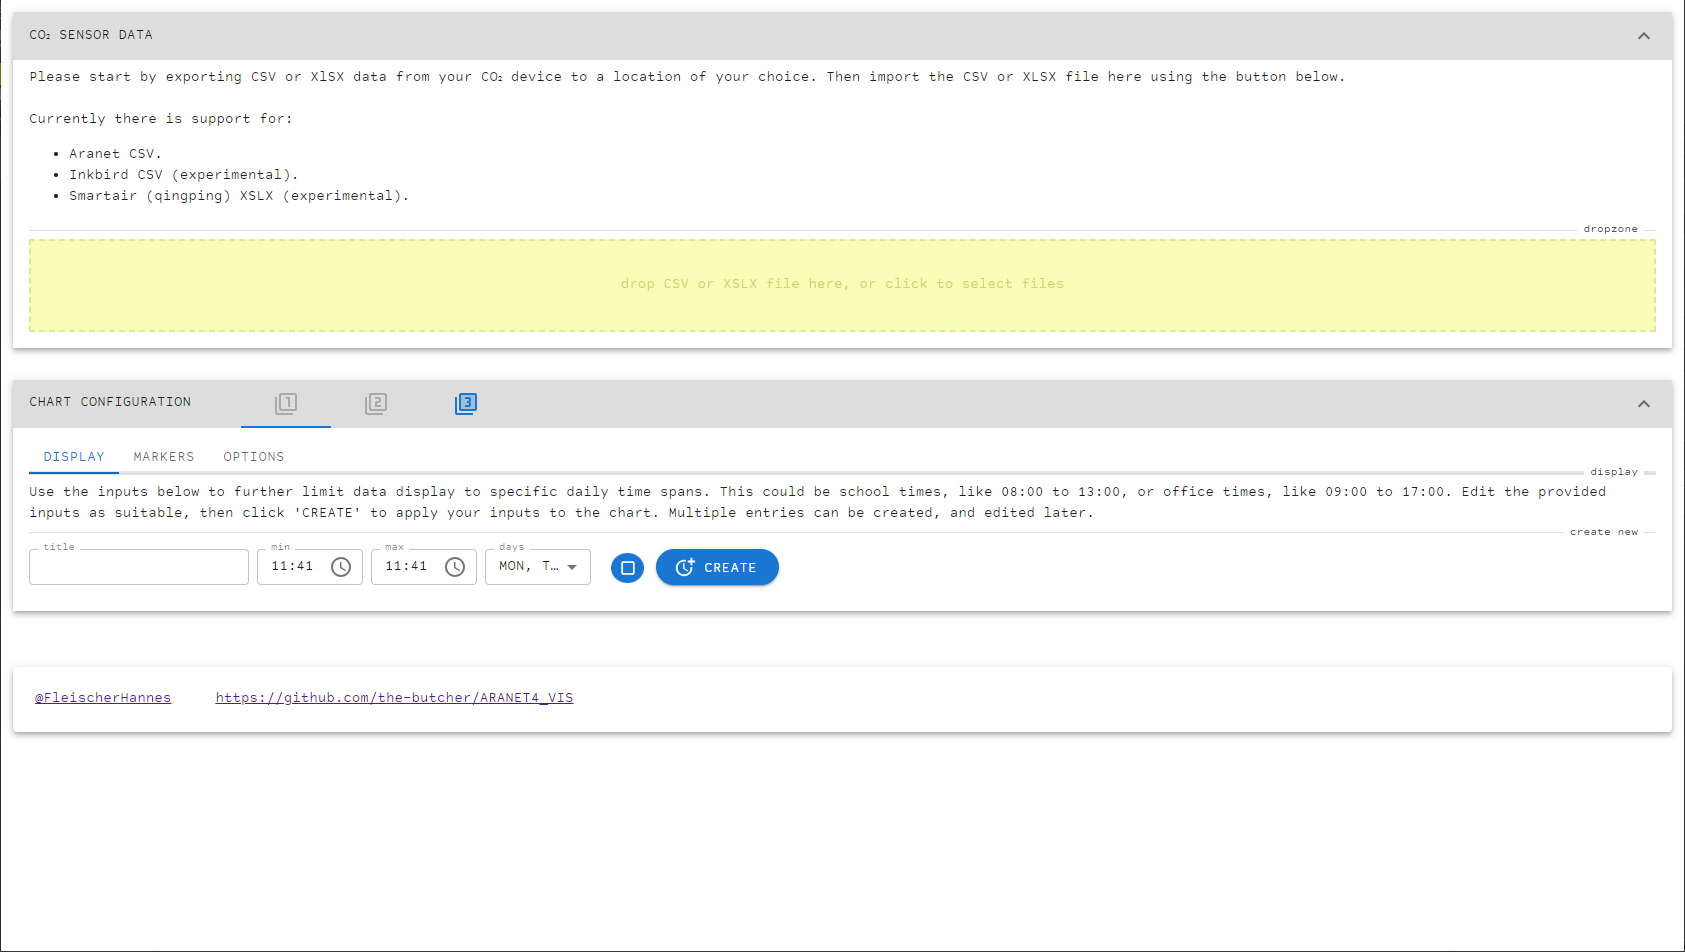 CO₂ SENSOR DATA
Please start by exporting CSV or XlSX data from your CO₂ device to a location of your choice. Then import the CSV or XLSX file here using the button below.
Currently there is support for:
• Aranet CSV.
• Inkbird CSV (experimental).
• Smartair (qingping) XSLX (experimental).
dropzone
drop CSV or XSLX file here, or click to select files
CHART CONFIGURATION 1 2 3
DISPLAY MARKERS OPTIONS
display
Use the inputs below to further limit data display to specific daily time spans. This could be school times, like 08:00 to 13:00, or office times, like 09:00 to 17:00. Edit the provided
inputs as suitable, then click 'CREATE' to apply your inputs to the chart. Multiple entries can be created, and edited later.
create new
title min max days
11:41 11:41 MON, T… CREATE
@FleischerHannes https://github.com/the-butcher/ARANET4_VIS